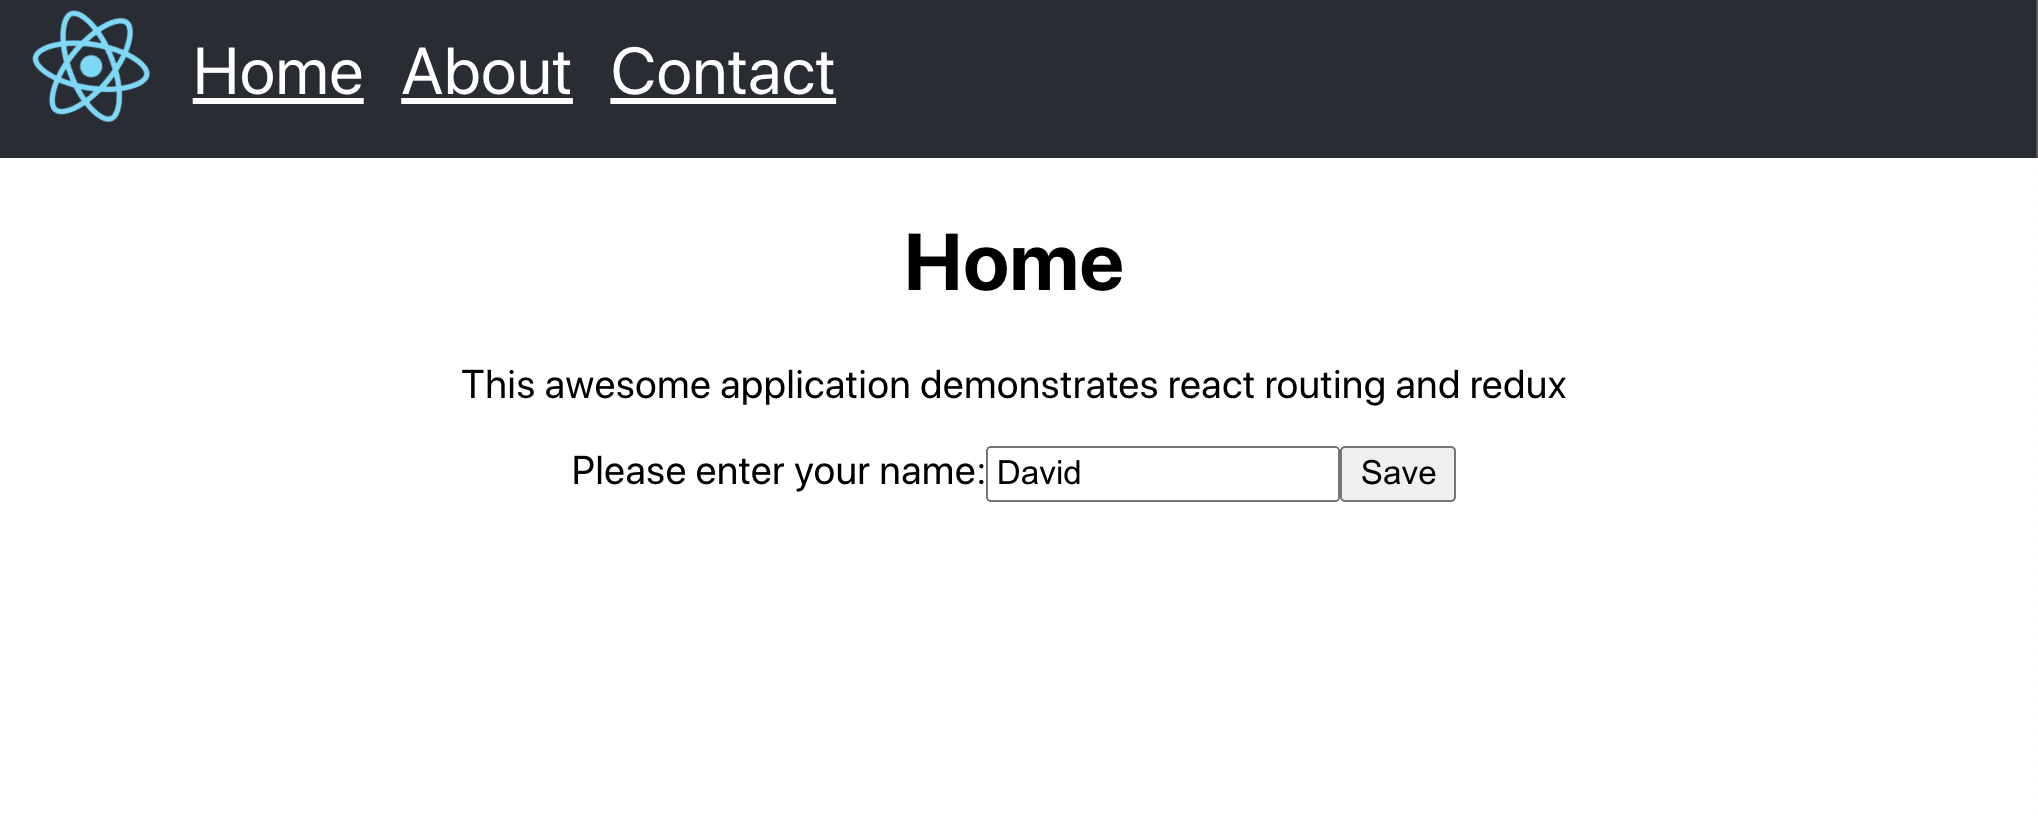 Home About Contact
Home
This awesome application demonstrates react routing and redux
Please enter your name: David Save